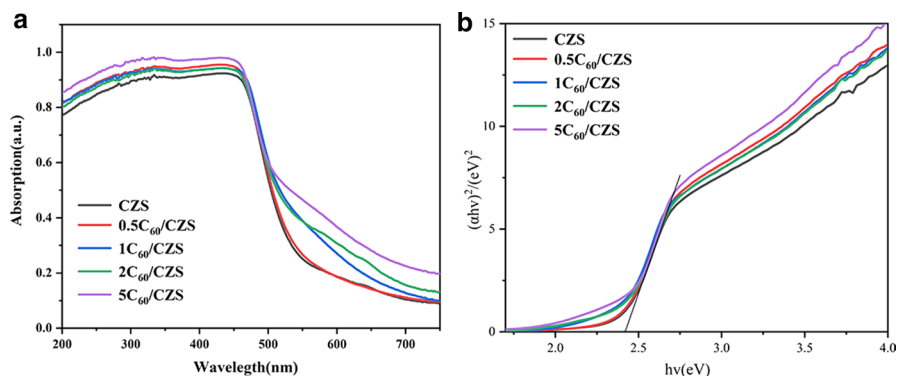 a
Absorption(a.u.)
1.0
0.8
0.6
0.4
0.2
0.0
CZS
0.5C₆₀/CZS
1C₆₀/CZS
2C₆₀/CZS
5C₆₀/CZS
200 300 400 500 600 700
Wavelegth(nm)
b
(αhν)²/(eV)²
15
10
5
0
CZS
0.5C₆₀/CZS
1C₆₀/CZS
2C₆₀/CZS
5C₆₀/CZS
2.0 2.5 3.0 3.5 4.0
hν(eV)